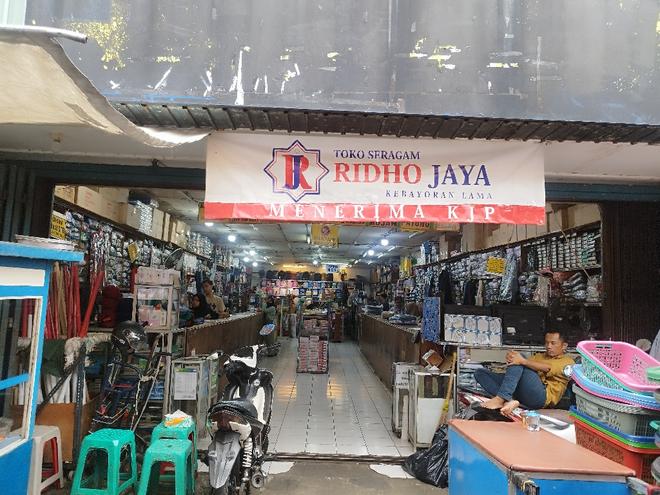 TOKO SERAGAM
RIDHO JAYA
KEBAYORAN LAMA
MENERIMA KJP